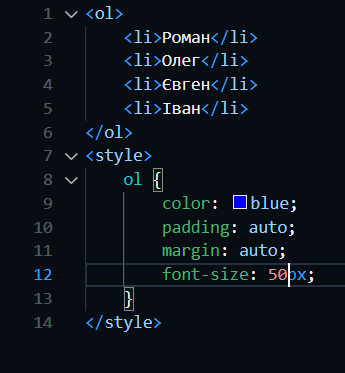 1 <ol>
2 <li>Роман</li>
3 <li>Олег</li>
4 <li>Євген</li>
5 <li>Іван</li>
6 </ol>
7 <style>
8 ol {
9 color: blue;
10 padding: auto;
11 margin: auto;
12 font-size: 50px;
13 }
14 </style>